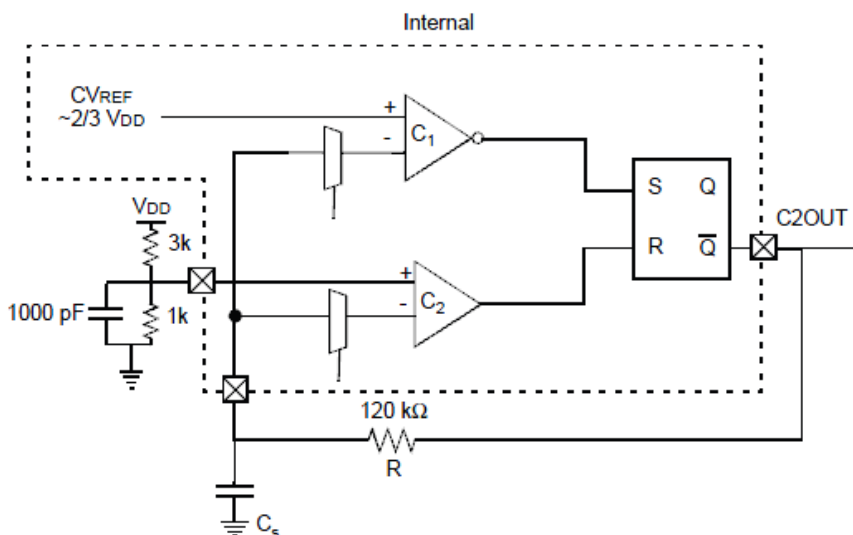 Internal
CVREF
~2/3 VDD
+
-
C1
VDD
3k
1k
1000 pF
+
-
C2
S Q
R Q̅
C2OUT
120 kΩ
R
Cs